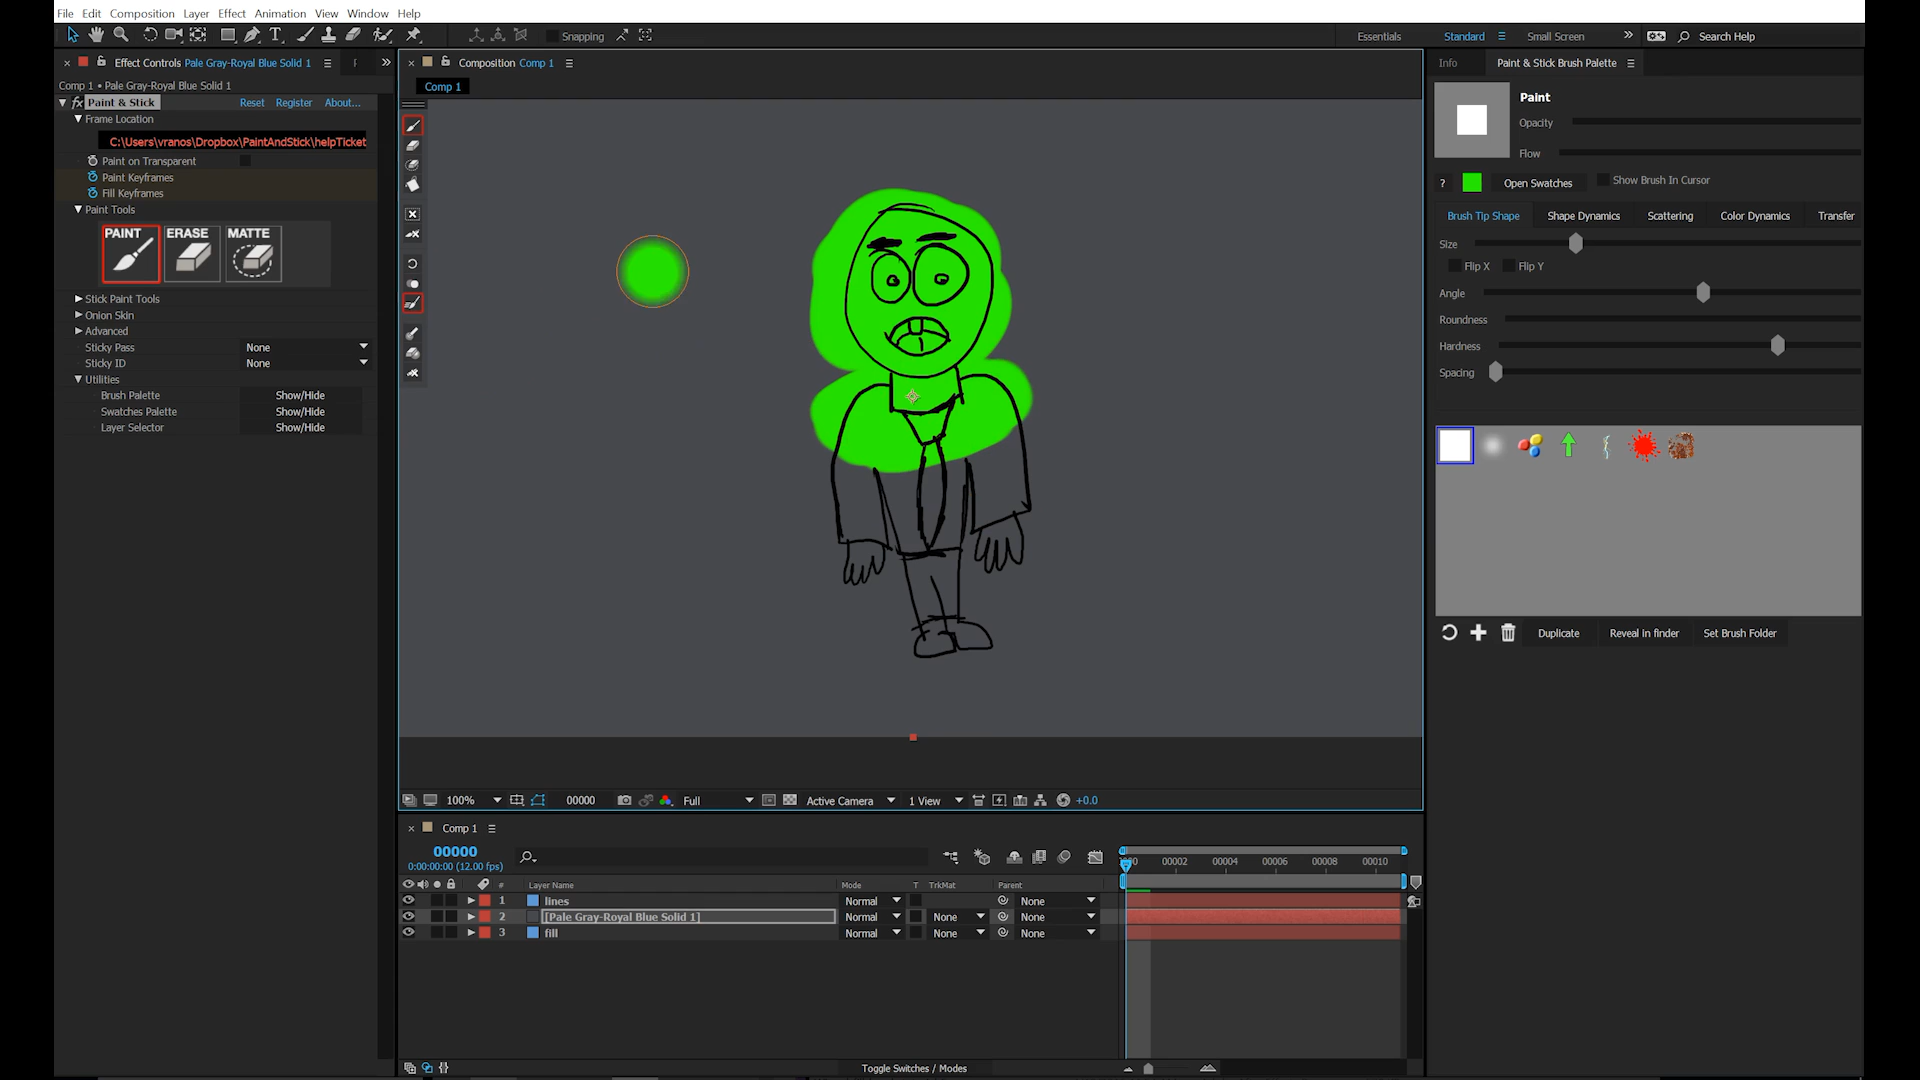 File Edit Composition Layer Effect Animation View Window Help
Snapping
Essentials Standard Small Screen Search Help
Effect Controls Pale Gray-Royal Blue Solid 1
Comp 1 • Pale Gray-Royal Blue Solid 1
fx Paint & Stick Reset Register About...
Frame Location
C:\Users\vranos\Dropbox\PaintAndStick\helpTicket
Paint on Transparent
Paint Keyframes
Fill Keyframes
Paint Tools
PAINT ERASE MATTE
Stick Paint Tools
Onion Skin
Advanced
Sticky Pass None
Sticky ID None
Utilities
Brush Palette Show/Hide
Swatches Palette Show/Hide
Layer Selector Show/Hide
Composition Comp 1
Comp 1
100% 00000 Full Active Camera 1 View +0.0
Info Paint & Stick Brush Palette
Paint
Opacity
Flow
? Open Swatches Show Brush In Cursor
Brush Tip Shape Shape Dynamics Scattering Color Dynamics Transfer
Size
Flip X Flip Y
Angle
Roundness
Hardness
Spacing
Duplicate Reveal in finder Set Brush Folder
Comp 1
00000
0:00:00:00 (12.00 fps)
00002 00004 00006 00008 00010
# Layer Name Mode T TrkMat Parent
1 lines Normal None
2 [Pale Gray-Royal Blue Solid 1] Normal None None
3 fill Normal None None
Toggle Switches / Modes